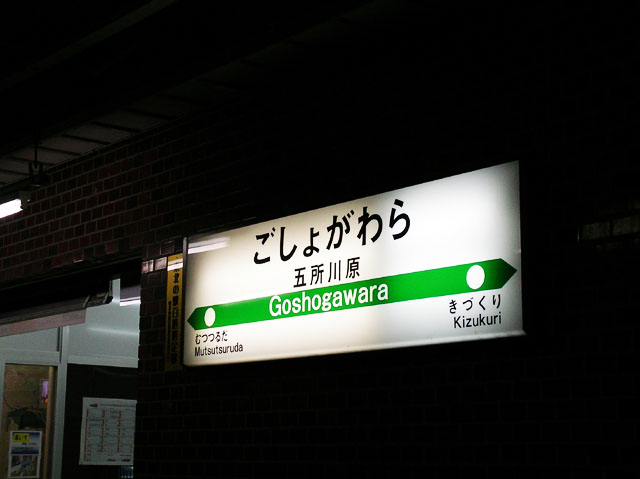 ごしょがわら
五所川原
Goshogawara
むつつるだ
Mutsutsuruda
きづくり
Kizukuri